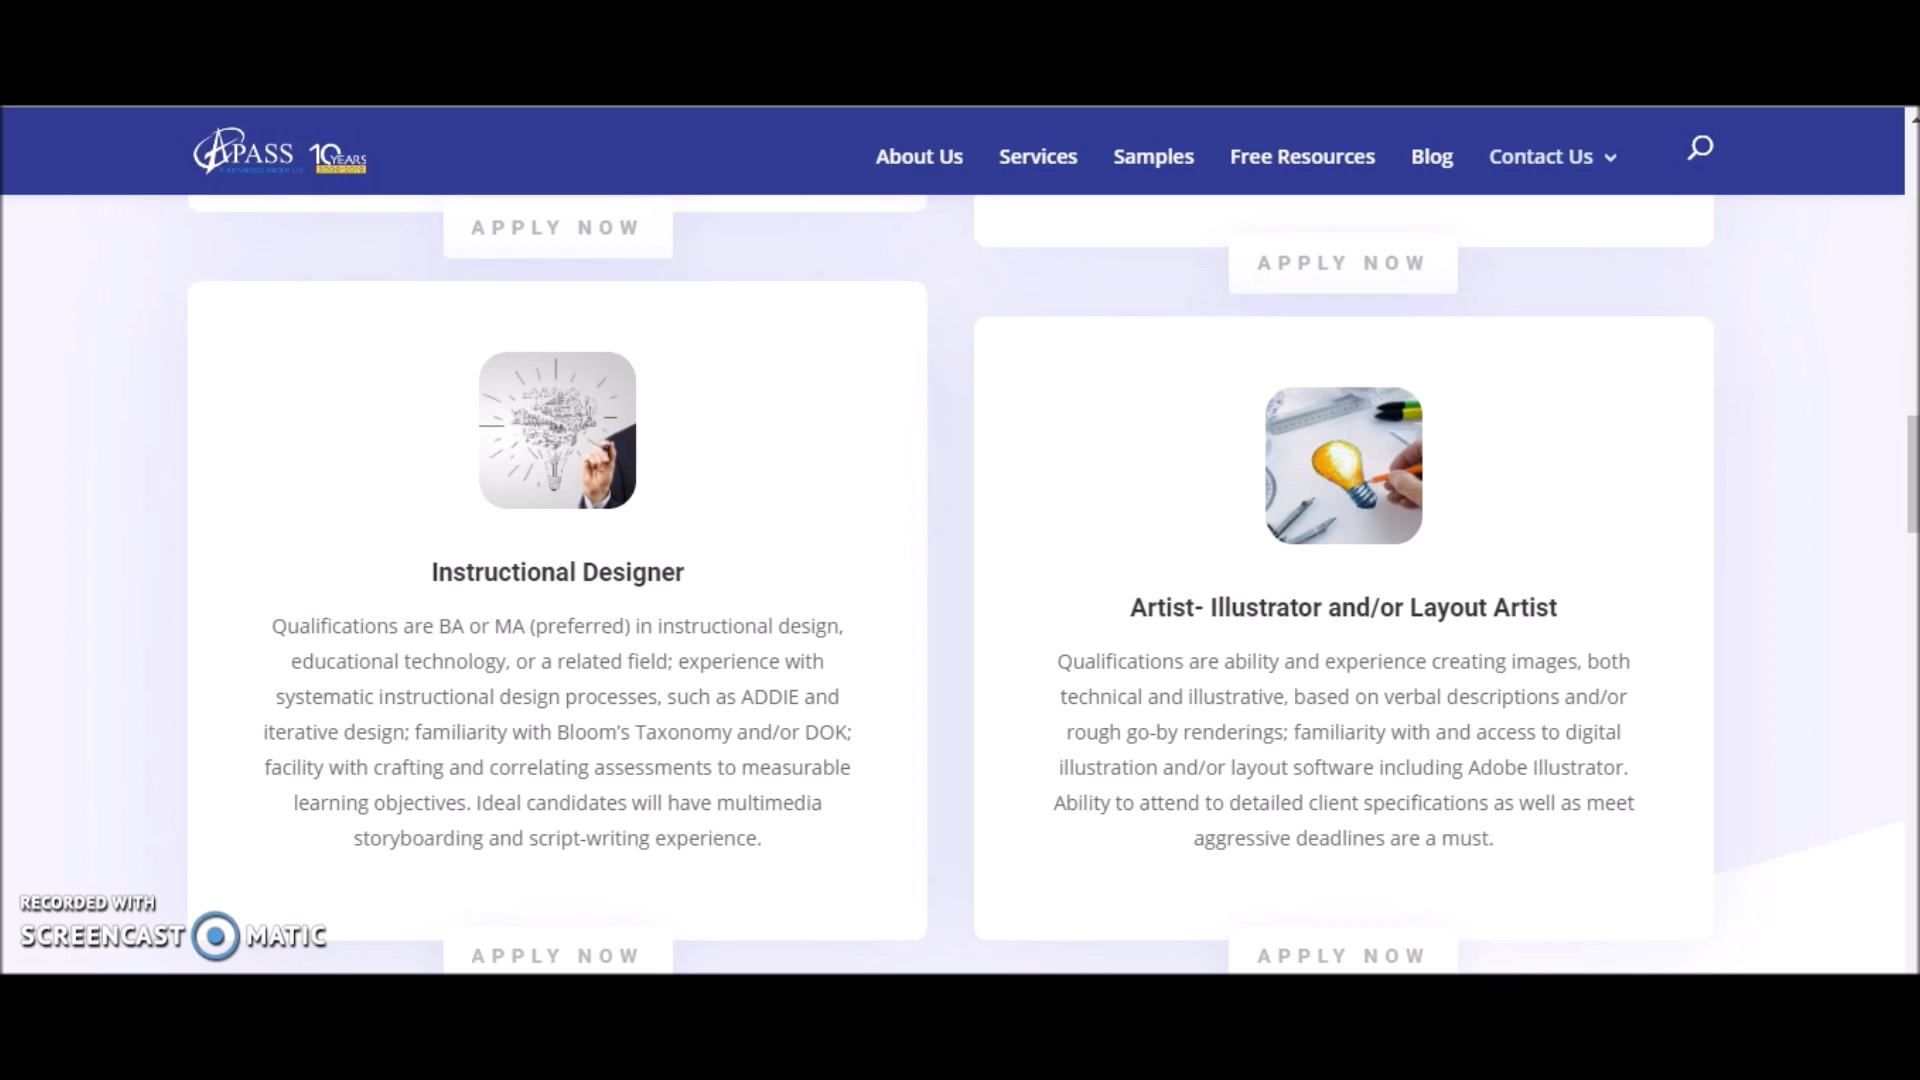 APASS
10 YEARS
2009-2019
About Us
Services
Samples
Free Resources
Blog
Contact Us
APPLY NOW
APPLY NOW
Instructional Designer
Qualifications are BA or MA (preferred) in instructional design,
educational technology, or a related field; experience with
systematic instructional design processes, such as ADDIE and
iterative design; familiarity with Bloom’s Taxonomy and/or DOK;
facility with crafting and correlating assessments to measurable
learning objectives. Ideal candidates will have multimedia
storyboarding and script-writing experience.
APPLY NOW
Artist- Illustrator and/or Layout Artist
Qualifications are ability and experience creating images, both
technical and illustrative, based on verbal descriptions and/or
rough go-by renderings; familiarity with and access to digital
illustration and/or layout software including Adobe Illustrator.
Ability to attend to detailed client specifications as well as meet
aggressive deadlines are a must.
APPLY NOW
RECORDED WITH
SCREENCAST MATIC